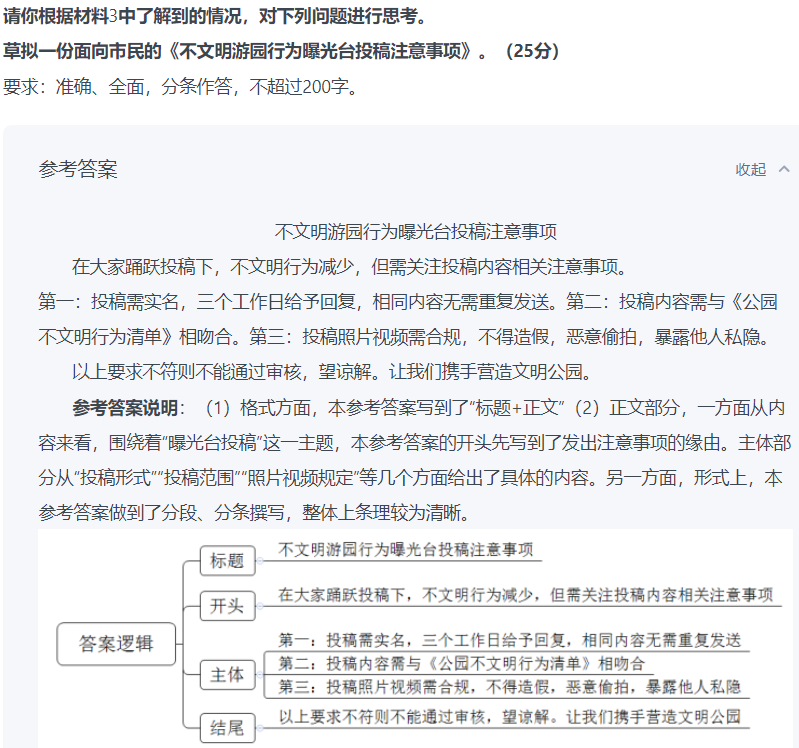 请你根据材料3中了解到的情况，对下列问题进行思考。
草拟一份面向市民的《不文明游园行为曝光台投稿注意事项》。（25分）
要求：准确、全面，分条作答，不超过200字。
参考答案
收起
不文明游园行为曝光台投稿注意事项
在大家踊跃投稿下，不文明行为减少，但需关注投稿内容相关注意事项。
第一：投稿需实名，三个工作日给予回复，相同内容无需重复发送。第二：投稿内容需与《公园
不文明行为清单》相吻合。第三：投稿照片视频需合规，不得造假，恶意偷拍，暴露他人私隐。
以上要求不符则不能通过审核，望谅解。让我们携手营造文明公园。
参考答案说明：（1）格式方面，本参考答案写到了“标题+正文”（2）正文部分，一方面从内
容来看，围绕着“曝光台投稿”这一主题，本参考答案的开头先写到了发出注意事项的缘由。主体部
分从“投稿形式”“投稿范围”“照片视频规定”等几个方面给出了具体的内容。另一方面，形式上，本
参考答案做到了分段、分条撰写，整体上条理较为清晰。
答案逻辑
标题
不文明游园行为曝光台投稿注意事项
开头
在大家踊跃投稿下，不文明行为减少，但需关注投稿内容相关注意事项
主体
第一：投稿需实名，三个工作日给予回复，相同内容无需重复发送
第二：投稿内容需与《公园不文明行为清单》相吻合
第三：投稿照片视频需合规，不得造假，恶意偷拍，暴露他人私隐
结尾
以上要求不符则不能通过审核，望谅解。让我们携手营造文明公园